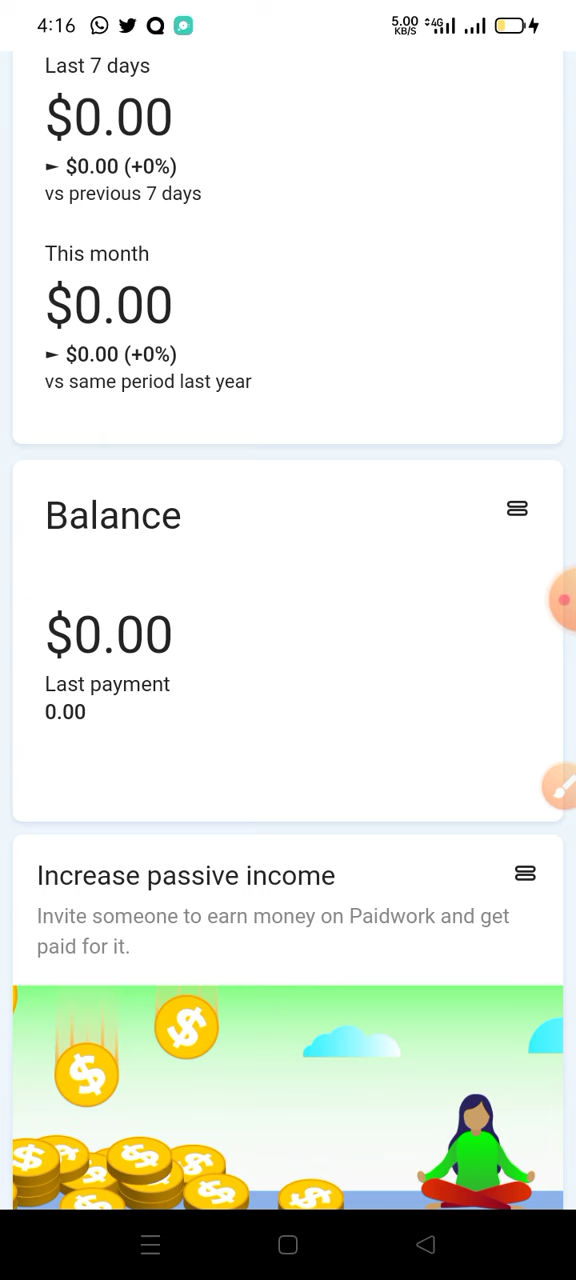 4:16
5.00
KB/S
4G
Last 7 days
$0.00
► $0.00 (+0%)
vs previous 7 days
This month
$0.00
► $0.00 (+0%)
vs same period last year
Balance
$0.00
Last payment
0.00
Increase passive income
Invite someone to earn money on Paidwork and get
paid for it.